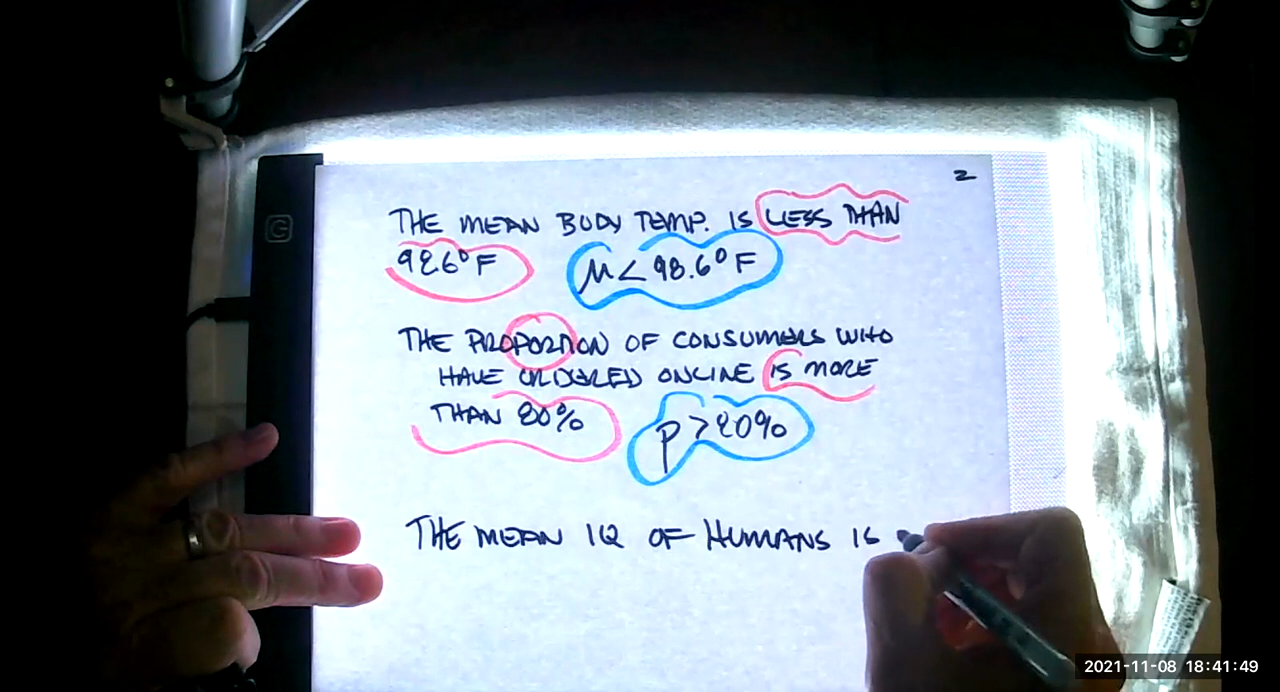 2
THE MEAN BODY TEMP. IS LESS THAN
98.6°F μ < 98.6°F
THE PROPORTION OF CONSUMERS WHO
HAVE ORDERED ONLINE IS MORE
THAN 80% p > 80%
THE MEAN IQ OF HUMANS IS
2021-11-08 18:41:49